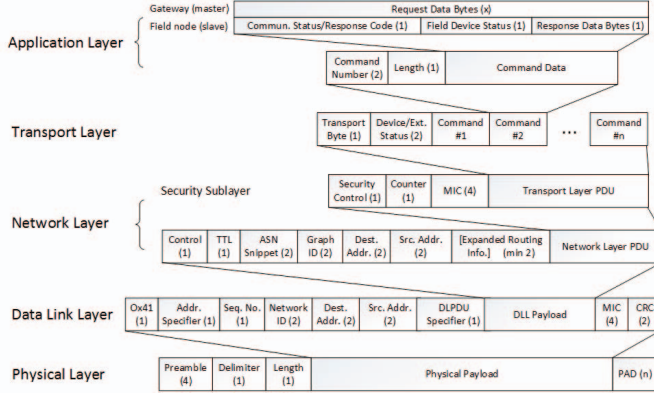 Gateway (master)
Request Data Bytes (x)
Field node (slave)
Commun. Status/Response Code (1)
Field Device Status (1)
Response Data Bytes (1)
Application Layer
Command Number (2)
Length (1)
Command Data
Transport Layer
Transport Byte (1)
Device/Ext. Status (2)
Command #1
Command #2
...
Command #n
Security Sublayer
Security Control (1)
Counter (1)
MIC (4)
Transport Layer PDU
Network Layer
Control (1)
TTL (1)
ASN Snippet (2)
Graph ID (2)
Dest. Addr. (2)
Src. Addr. (2)
[Expanded Routing Info.] (min 2)
Network Layer PDU
Data Link Layer
Ox41 (1)
Addr. Specifier (1)
Seq. No. (1)
Network ID (2)
Dest. Addr. (2)
Src. Addr. (2)
DLPDU Specifier (1)
DLL Payload
MIC (4)
CRC (2)
Physical Layer
Preamble (4)
Delimiter (1)
Length (1)
Physical Payload
PAD (n)